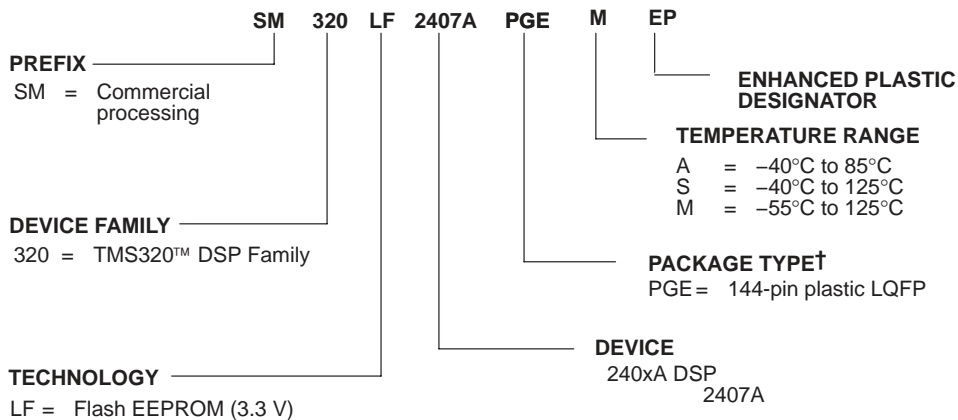 SM 320 LF 2407A PGE M EP
PREFIX
SM = Commercial
processing
ENHANCED PLASTIC
DESIGNATOR
TEMPERATURE RANGE
A = −40°C to 85°C
S = −40°C to 125°C
M = −55°C to 125°C
DEVICE FAMILY
320 = TMS320™ DSP Family
PACKAGE TYPE†
PGE = 144-pin plastic LQFP
DEVICE
240xA DSP
2407A
TECHNOLOGY
LF = Flash EEPROM (3.3 V)